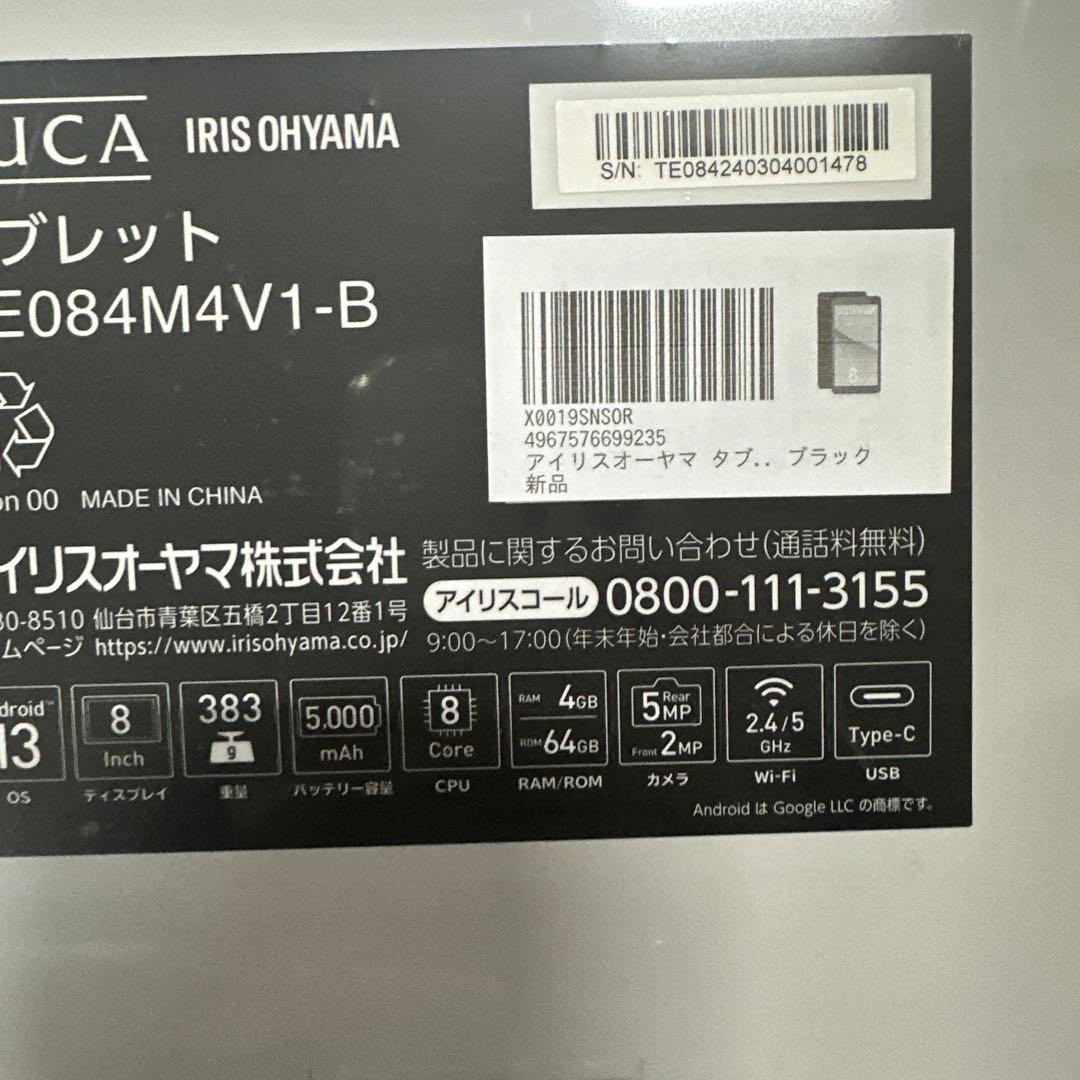 uCA IRIS OHYAMA
S/N: TE084240304001478
ブレット
E084M4V1-B
X0019SNSOR
4967576699235
アイリスオーヤマ タブ.. ブラック
新品
on 00 MADE IN CHINA
イリスオーヤマ株式会社
30-8510 仙台市青葉区五橋2丁目12番1号
ムページ https://www.irisohyama.co.jp/
製品に関するお問い合わせ(通話料無料)
アイリスコール 0800-111-3155
9:00〜17:00(年末年始・会社都合による休日を除く)
droid™
13
OS
8
Inch
ディスプレイ
383
g
重量
5,000
mAh
バッテリー容量
8
Core
CPU
RAM 4GB
ROM 64GB
RAM/ROM
5MP Rear
Front 2MP
カメラ
2.4/5
GHz
Wi-Fi
Type-C
USB
Android は Google LLC の商標です。